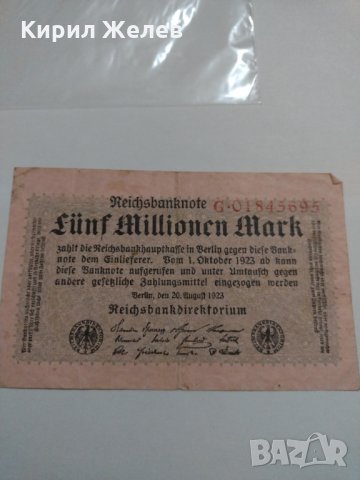 Кирил Желев
Reichsbanknote
G·01845695
Fünf Millionen Mark
zahlt die Reichsbankhauptkasse in Berlin gegen diese Bank-
note dem Einlieferer. Vom 1. Oktober 1923 ab kann
diese Banknote aufgerufen und unter Umtausch gegen
andere gesetzliche Zahlungsmittel eingezogen werden
Berlin, den 20. August 1923
Reichsbankdirektorium
BAZAR
bg